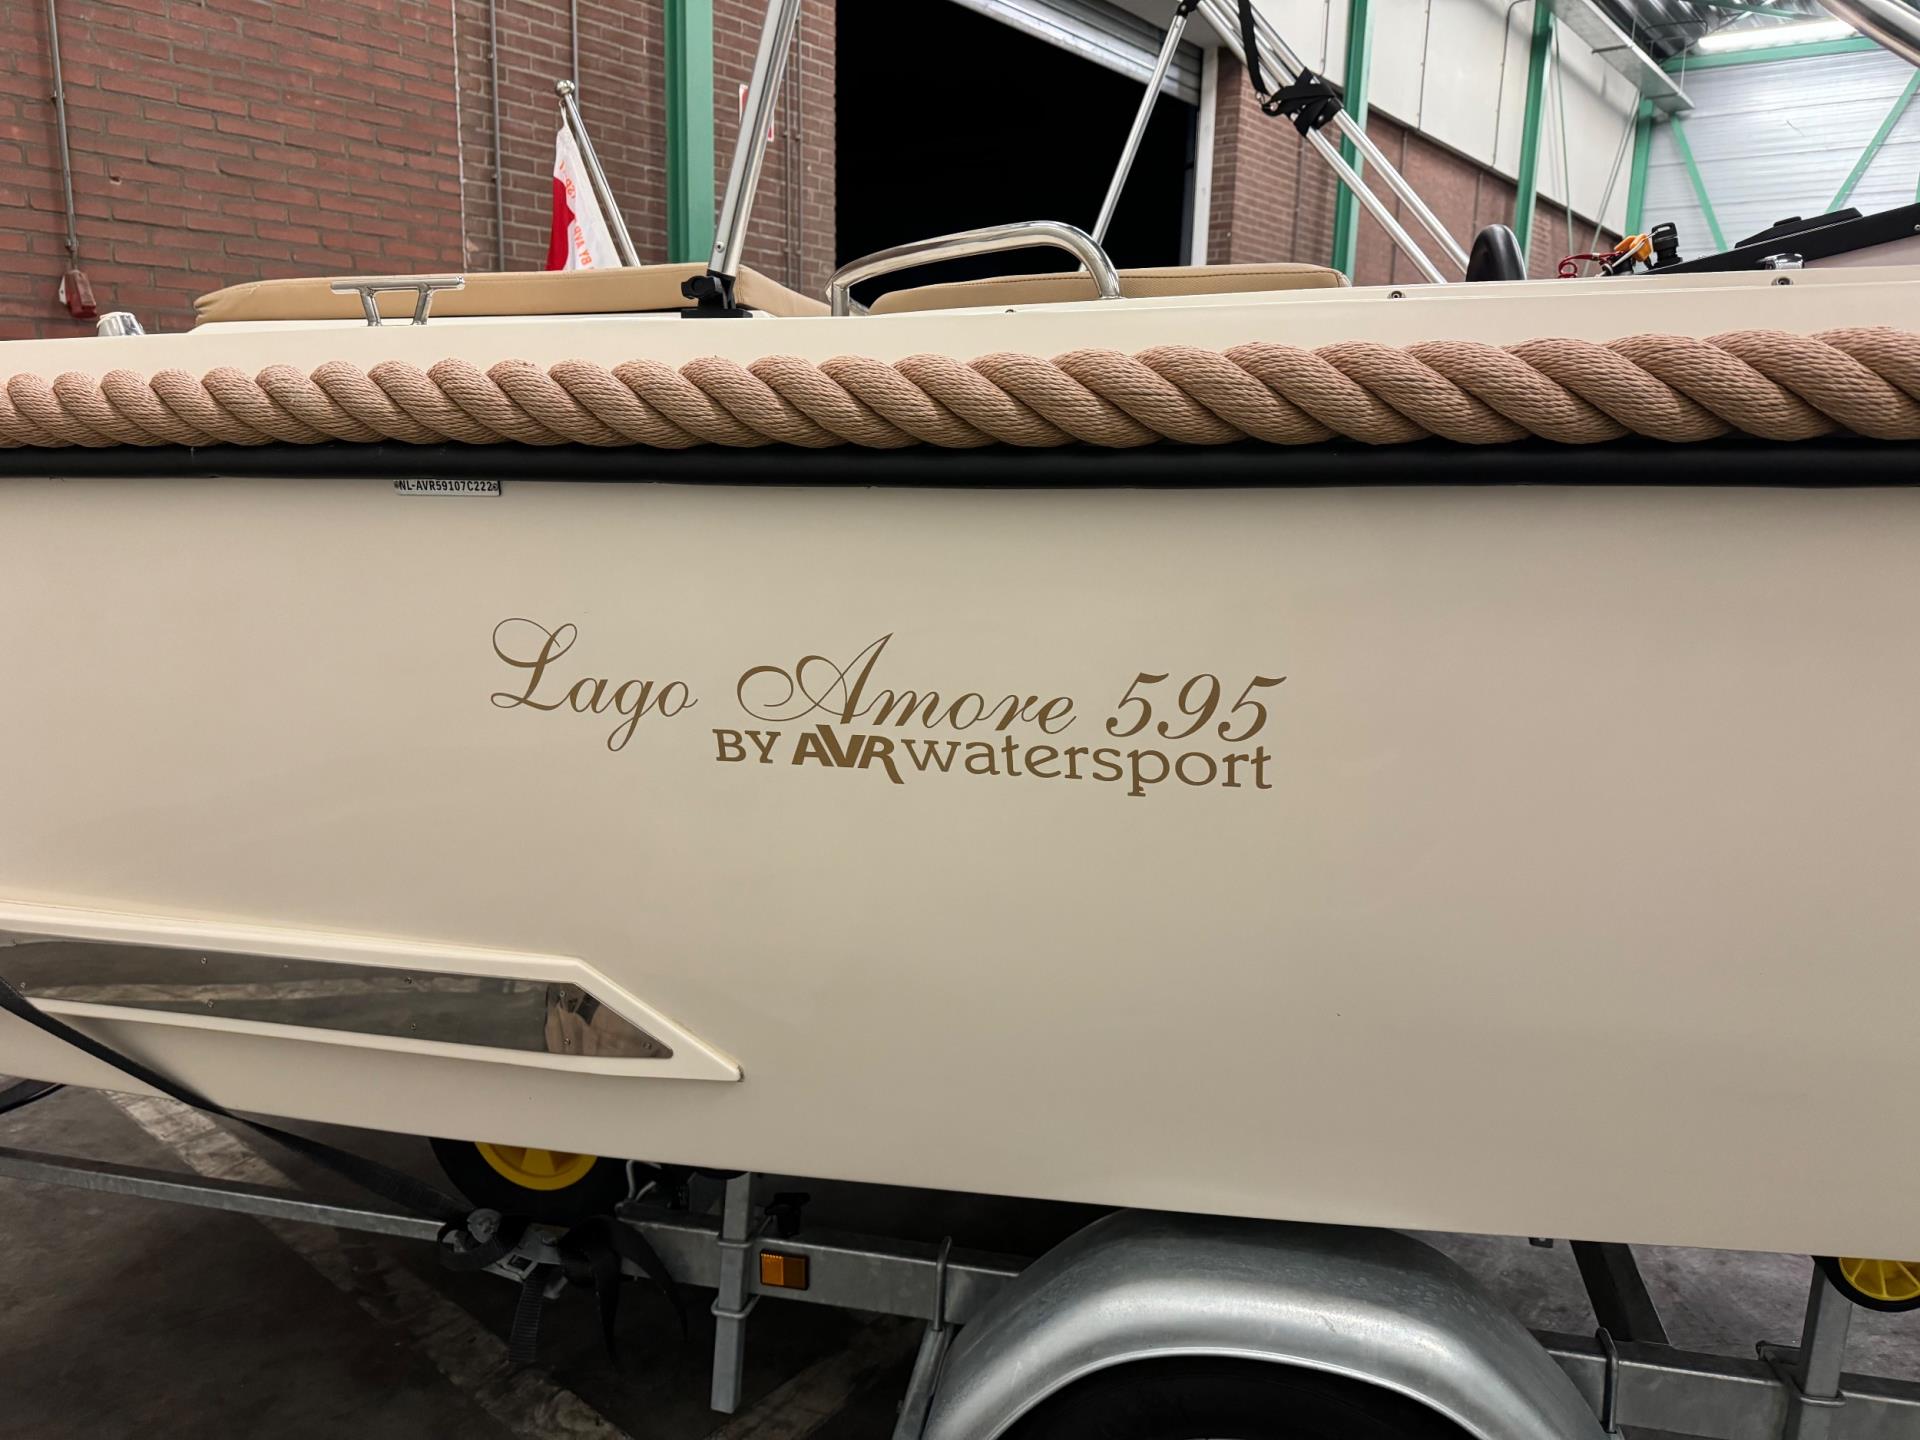 NL-AVR59107C222
Lago Amore 595
BY AVR watersport